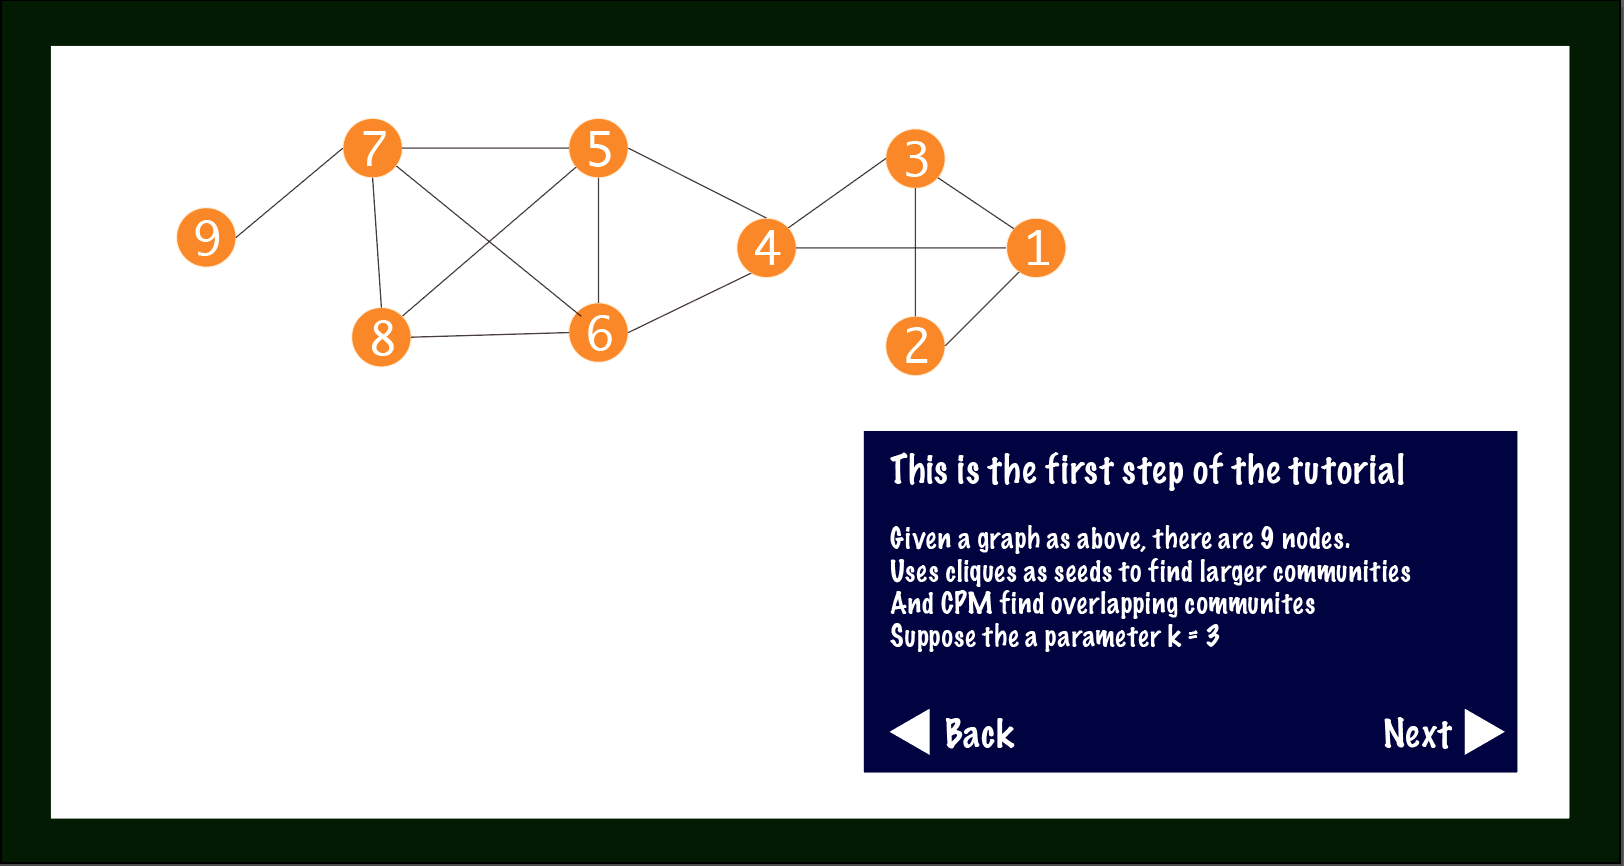 7
5
3
9
4
1
8
6
2
This is the first step of the tutorial
Given a graph as above, there are 9 nodes.
Uses cliques as seeds to find larger communities
And CPM find overlapping communites
Suppose the a parameter k = 3
Back
Next